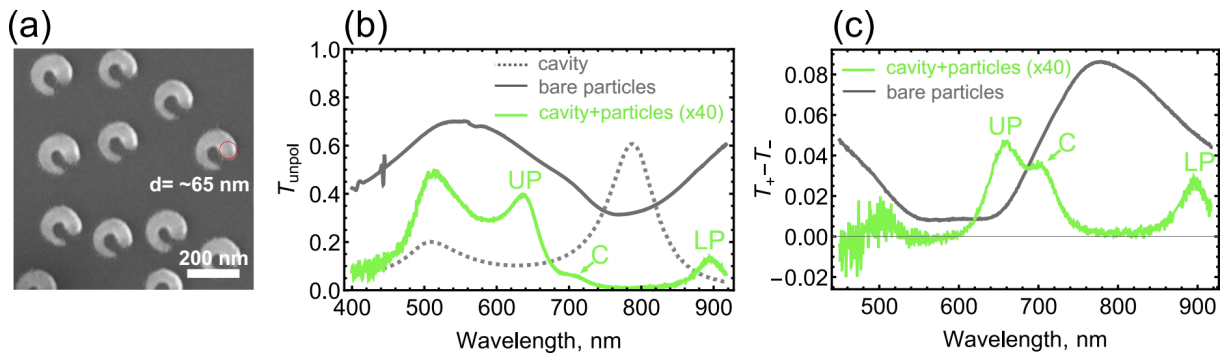 (a)
d= ~65 nm
200 nm
(b)
1.0
0.8
0.6
0.4
0.2
0.0
T_unpol
cavity
bare particles
cavity+particles (x40)
UP
C
LP
400 500 600 700 800 900
Wavelength, nm
(c)
0.08
0.06
0.04
0.02
0.00
−0.02
T₊−T₋
cavity+particles (x40)
bare particles
UP
C
LP
500 600 700 800 900
Wavelength, nm